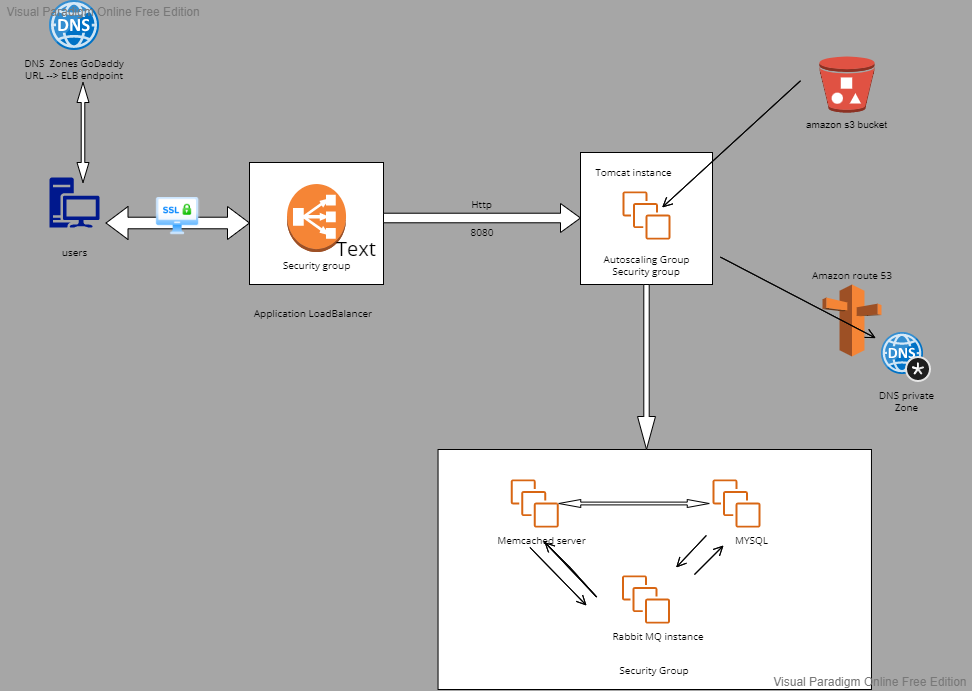 Visual Paradigm Online Free Edition
DNS
DNS Zones GoDaddy
URL --> ELB endpoint
amazon s3 bucket
Tomcat instance
SSL
Http
8080
Text
Security group
users
Autoscaling Group
Security group
Amazon route 53
Application LoadBalancer
DNS
DNS private
Zone
Memcached server
MYSQL
Rabbit MQ instance
Security Group
Visual Paradigm Online Free Edition